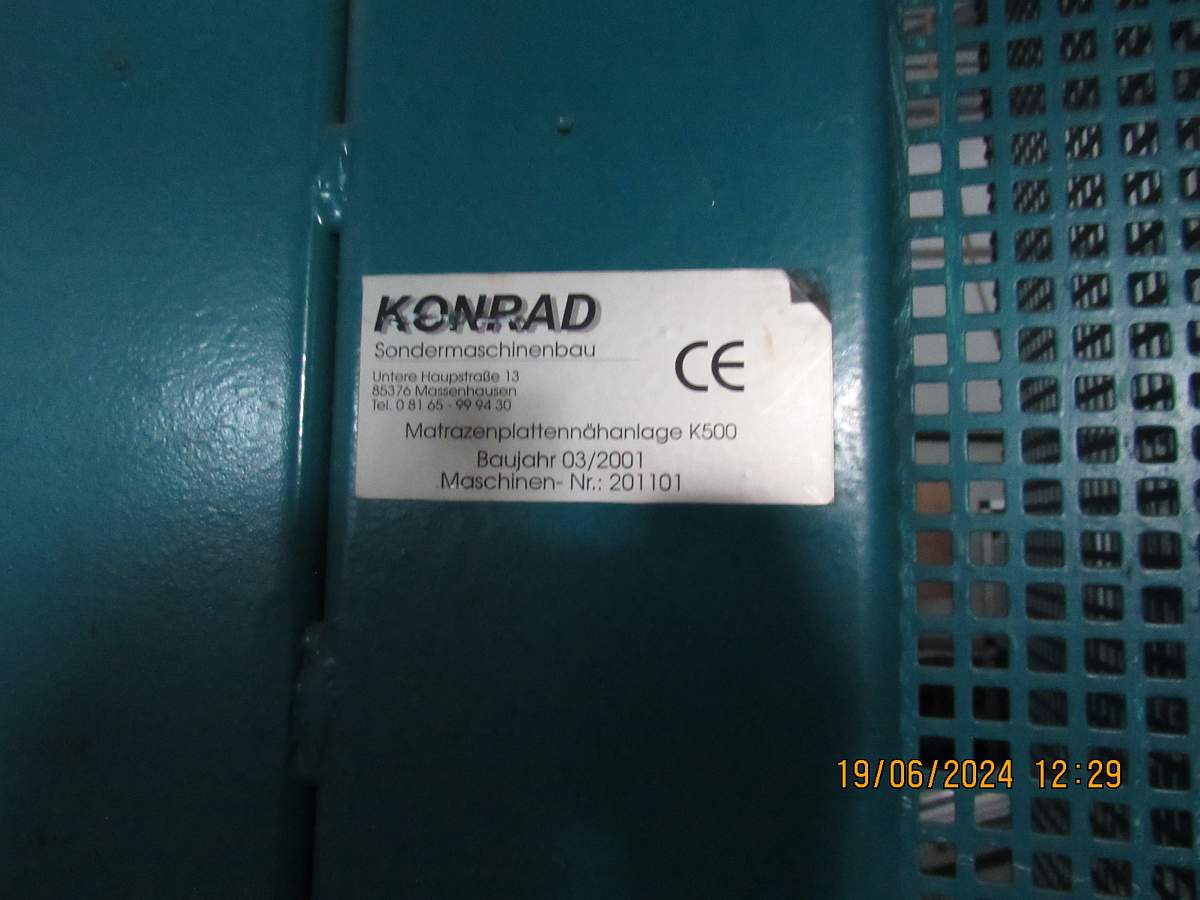 KONRAD
Sondermaschinenbau
Untere Haupstraße 13
85376 Massenhausen
Tel. 0 81 65 - 99 94 30
CE
Matrazenplattennähanlage K500
Baujahr 03/2001
Maschinen- Nr.: 201101
19/06/2024 12:29